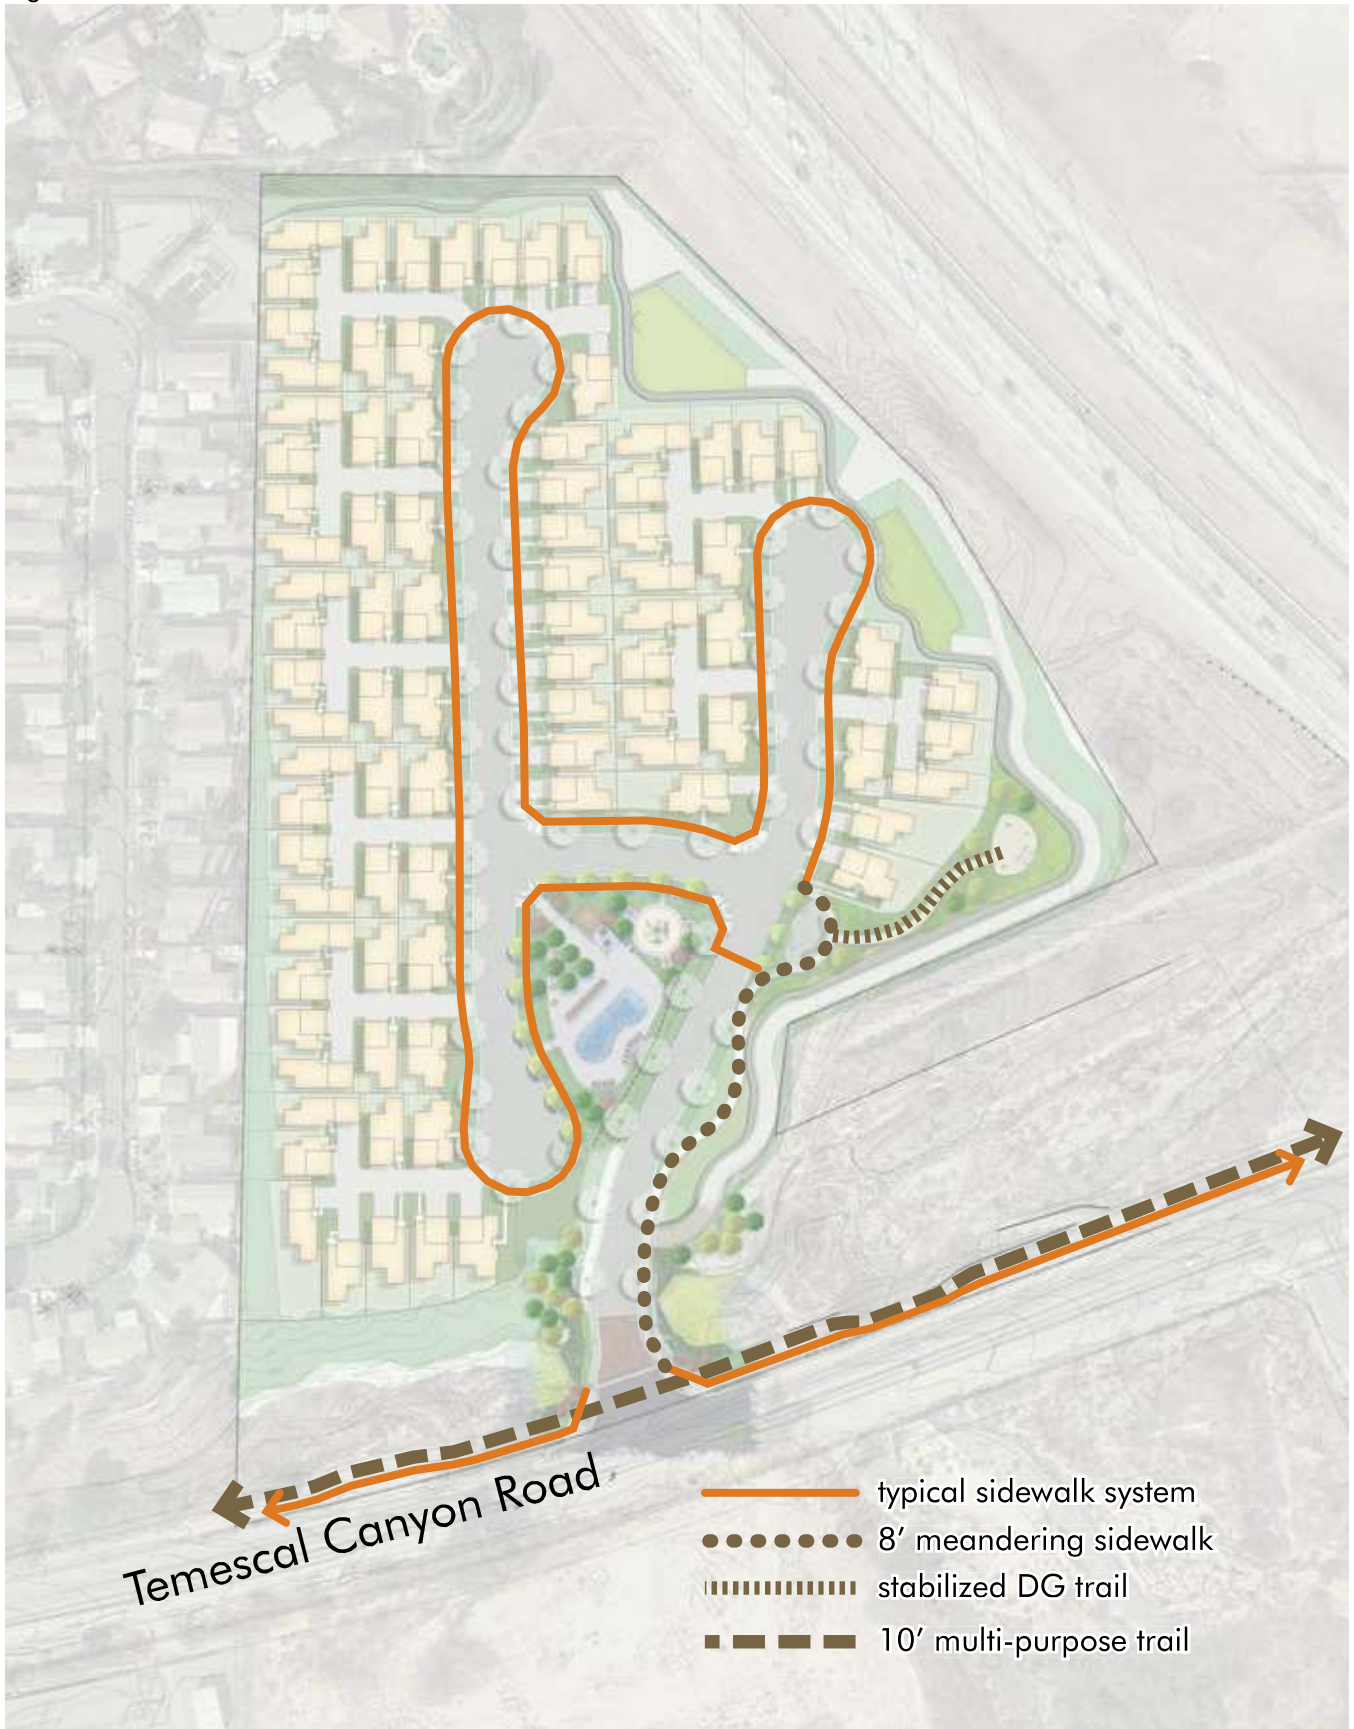 Temescal Canyon Road
typical sidewalk system
8’ meandering sidewalk
stabilized DG trail
10’ multi-purpose trail